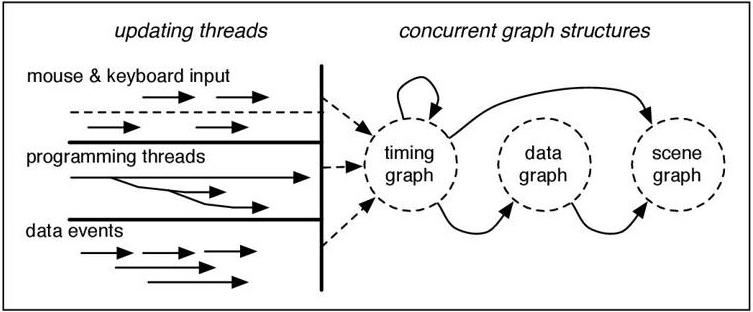 updating threads
concurrent graph structures
mouse & keyboard input
programming threads
data events
timing
graph
data
graph
scene
graph